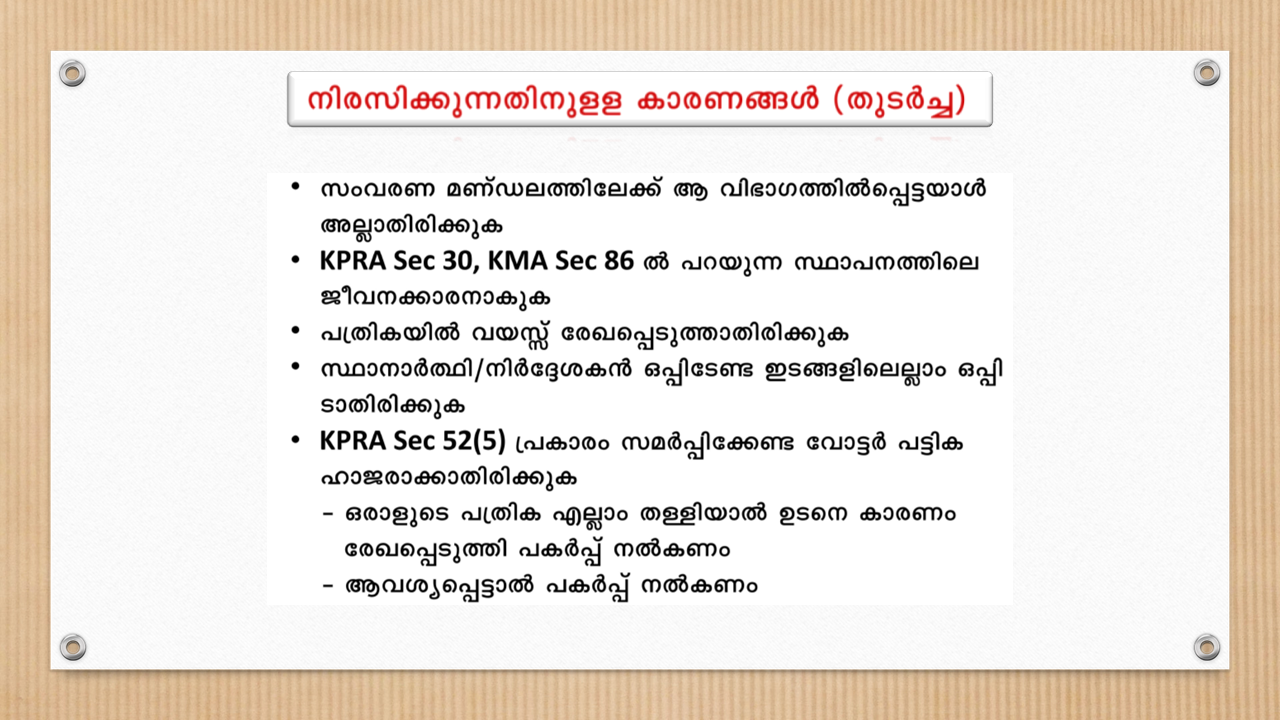 നിരസിക്കുന്നതിനുളള കാരണങ്ങൾ (തുടർച്ച)
• സംവരണ മണ്ഡലത്തിലേക്ക് ആ വിഭാഗത്തിൽപ്പെട്ടയാൾ
അല്ലാതിരിക്കുക
• KPRA Sec 30, KMA Sec 86 ൽ പറയുന്ന സ്ഥാപനത്തിലെ
ജീവനക്കാരനാകുക
• പത്രികയിൽ വയസ്സ് രേഖപ്പെടുത്താതിരിക്കുക
• സ്ഥാനാർത്ഥി/നിർദ്ദേശകൻ ഒപ്പിടേണ്ട ഇടങ്ങളിലെല്ലാം ഒപ്പി
ടാതിരിക്കുക
• KPRA Sec 52(5) പ്രകാരം സമർപ്പിക്കേണ്ട വോട്ടർ പട്ടിക
ഹാജരാക്കാതിരിക്കുക
– ഒരാളുടെ പത്രിക എല്ലാം തള്ളിയാൽ ഉടനെ കാരണം
രേഖപ്പെടുത്തി പകർപ്പ് നൽകണം
– ആവശ്യപ്പെട്ടാൽ പകർപ്പ് നൽകണം